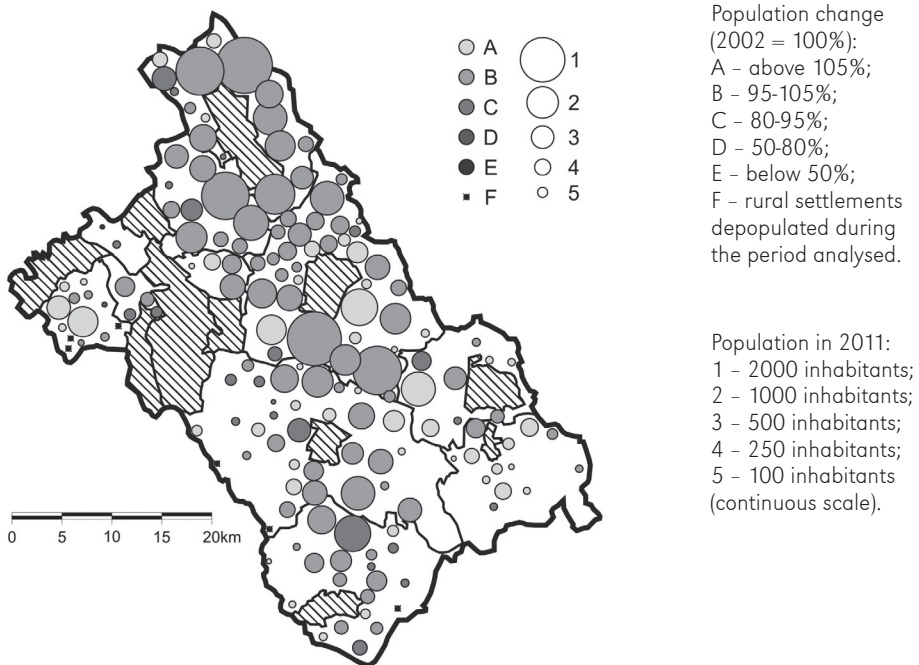 A
B
C
D
E
F
1
2
3
4
5
0 5 10 15 20km
Population change
(2002 = 100%):
A – above 105%;
B – 95-105%;
C – 80-95%;
D – 50-80%;
E – below 50%;
F – rural settlements
depopulated during
the period analysed.
Population in 2011:
1 – 2000 inhabitants;
2 – 1000 inhabitants;
3 – 500 inhabitants;
4 – 250 inhabitants;
5 – 100 inhabitants
(continuous scale).